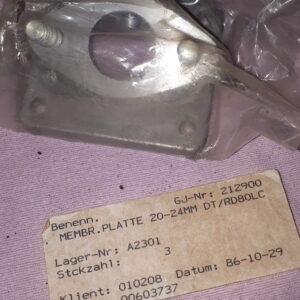 GJ-Nr: 212900
Benenn.
MEMBR.PLATTE 20-24MM DT/RD80LC
Lager-Nr: A2301
Stckzahl: 3
Klient: 010208 Datum: 86-10-29
00603737